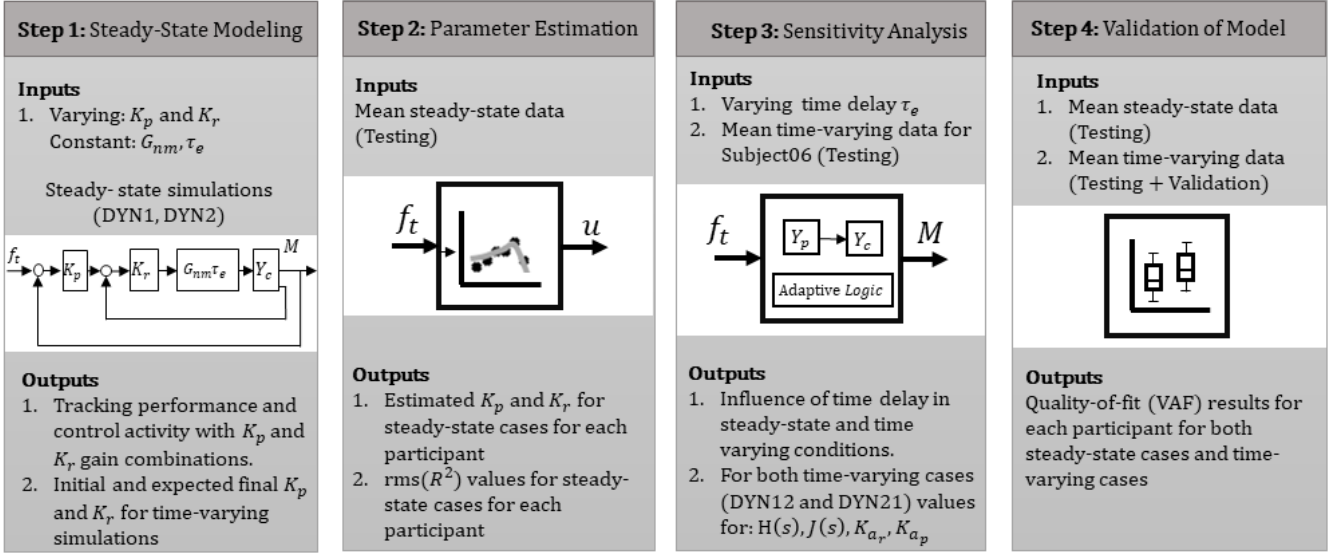 Step 1: Steady-State Modeling
Inputs
1. Varying: K_p and K_r
Constant: G_nm, τ_e
Steady- state simulations
(DYN1, DYN2)
f_t
K_p
K_r
G_nm τ_e
Y_c
M
Outputs
1. Tracking performance and
control activity with K_p and
K_r gain combinations.
2. Initial and expected final K_p
and K_r for time-varying
simulations
Step 2: Parameter Estimation
Inputs
Mean steady-state data
(Testing)
f_t
u
Outputs
1. Estimated K_p and K_r for
steady-state cases for each
participant
2. rms(R²) values for steady-
state cases for each
participant
Step 3: Sensitivity Analysis
Inputs
1. Varying time delay τ_e
2. Mean time-varying data for
Subject06 (Testing)
f_t
Y_p
Y_c
M
Adaptive Logic
Outputs
1. Influence of time delay in
steady-state and time
varying conditions.
2. For both time-varying cases
(DYN12 and DYN21) values
for: H(s), J(s), K_a_r, K_a_p
Step 4: Validation of Model
Inputs
1. Mean steady-state data
(Testing)
2. Mean time-varying data
(Testing + Validation)
Outputs
Quality-of-fit (VAF) results for
each participant for both
steady-state cases and time-
varying cases